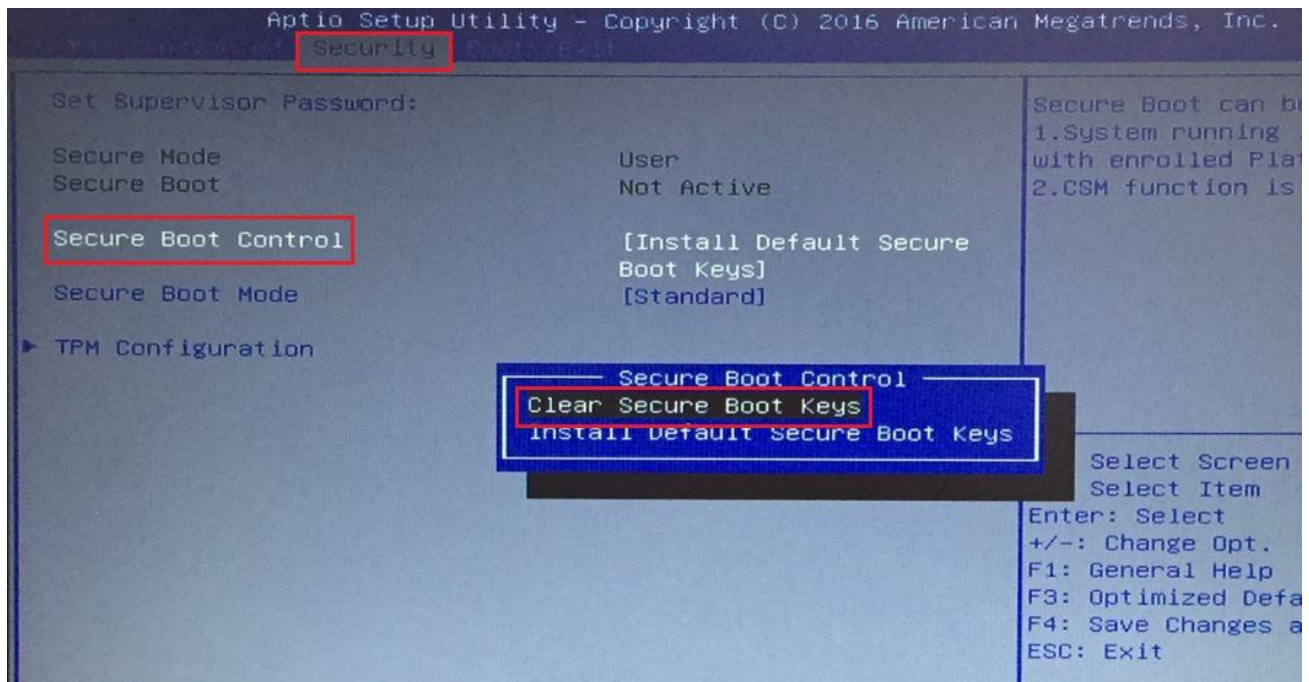 Aptio Setup Utility - Copyright (C) 2016 American Megatrends, Inc.
Security Boot Exit
Set Supervisor Password:
Secure Mode User
Secure Boot Not Active
Secure Boot Control [Install Default Secure
Boot Keys]
Secure Boot Mode [Standard]
► TPM Configuration
Secure Boot Control
Clear Secure Boot Keys
Install Default Secure Boot Keys
Secure Boot can be
1.System running
with enrolled Plat
2.CSM function is
Select Screen
Select Item
Enter: Select
+/-: Change Opt.
F1: General Help
F3: Optimized Defa
F4: Save Changes a
ESC: Exit